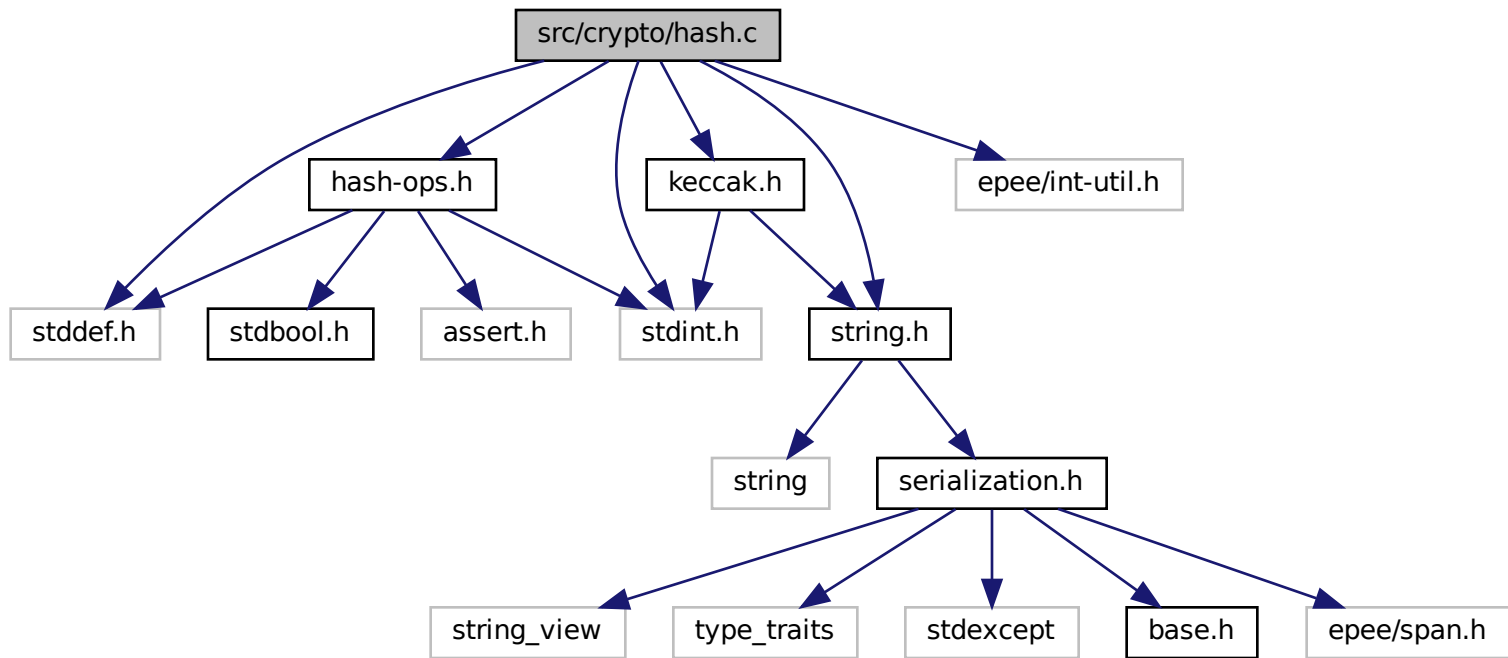 src/crypto/hash.c
hash-ops.h
keccak.h
epee/int-util.h
stddef.h
stdbool.h
assert.h
stdint.h
string.h
string
serialization.h
string_view
type_traits
stdexcept
base.h
epee/span.h